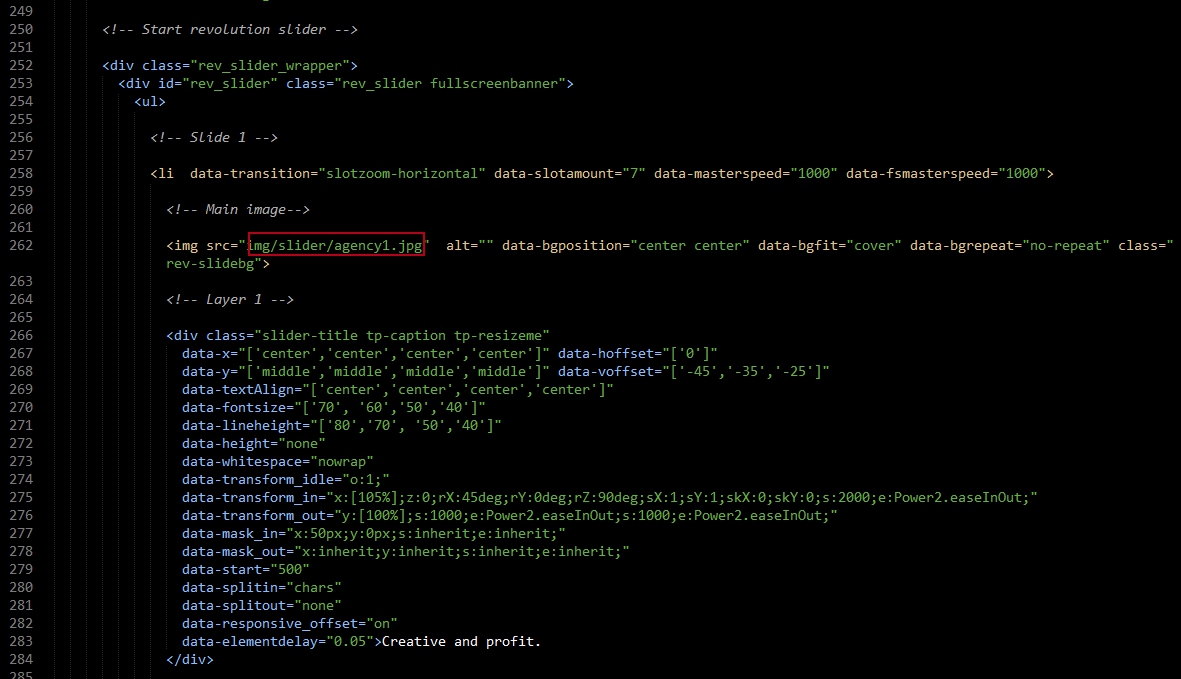 249
250 <!-- Start revolution slider -->
251
252 <div class="rev_slider_wrapper">
253 <div id="rev_slider" class="rev_slider fullscreenbanner">
254 <ul>
255
256 <!-- Slide 1 -->
257
258 <li  data-transition="slotzoom-horizontal" data-slotamount="7" data-masterspeed="1000" data-fsmasterspeed="1000">
259
260 <!-- Main image-->
261
262 <img src="img/slider/agency1.jpg"  alt="" data-bgposition="center center" data-bgfit="cover" data-bgrepeat="no-repeat" class="
rev-slidebg">
263
264 <!-- Layer 1 -->
265
266 <div class="slider-title tp-caption tp-resizeme"
267 data-x="['center','center','center','center']" data-hoffset="['0']"
268 data-y="['middle','middle','middle','middle']" data-voffset="['-45','-35','-25']"
269 data-textAlign="['center','center','center','center']"
270 data-fontsize="['70', '60','50','40']"
271 data-lineheight="['80','70', '50','40']"
272 data-height="none"
273 data-whitespace="nowrap"
274 data-transform_idle="o:1;"
275 data-transform_in="x:[105%];z:0;rX:45deg;rY:0deg;rZ:90deg;sX:1;sY:1;skX:0;skY:0;s:2000;e:Power2.easeInOut;"
276 data-transform_out="y:[100%];s:1000;e:Power2.easeInOut;s:1000;e:Power2.easeInOut;"
277 data-mask_in="x:50px;y:0px;s:inherit;e:inherit;"
278 data-mask_out="x:inherit;y:inherit;s:inherit;e:inherit;"
279 data-start="500"
280 data-splitin="chars"
281 data-splitout="none"
282 data-responsive_offset="on"
283 data-elementdelay="0.05">Creative and profit.
284 </div>
285